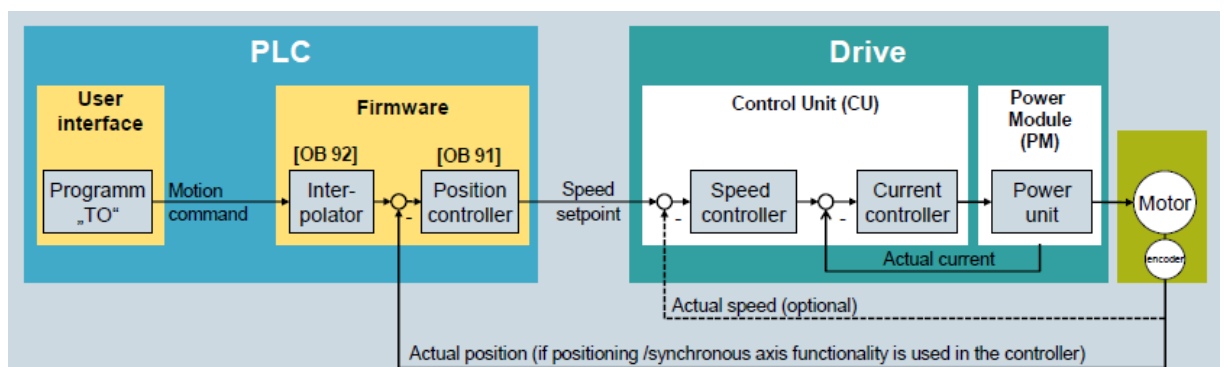 PLC
Drive
User
interface
Firmware
Control Unit (CU)
Power
Module
(PM)
[OB 92]
[OB 91]
Programm
„TO“
Motion
command
Inter-
polator
-
Position
controller
Speed
setpoint
-
Speed
controller
-
Current
controller
Power
unit
Motor
encoder
Actual current
Actual speed (optional)
Actual position (if positioning /synchronous axis functionality is used in the controller)